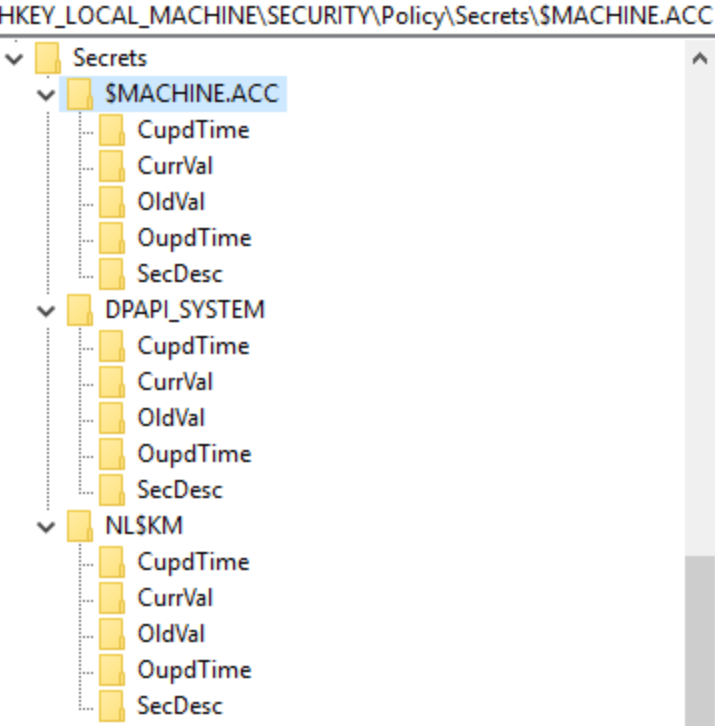 HKEY_LOCAL_MACHINE\SECURITY\Policy\Secrets\$MACHINE.ACC
Secrets
$MACHINE.ACC
CupdTime
CurrVal
OldVal
OupdTime
SecDesc
DPAPI_SYSTEM
CupdTime
CurrVal
OldVal
OupdTime
SecDesc
NL$KM
CupdTime
CurrVal
OldVal
OupdTime
SecDesc